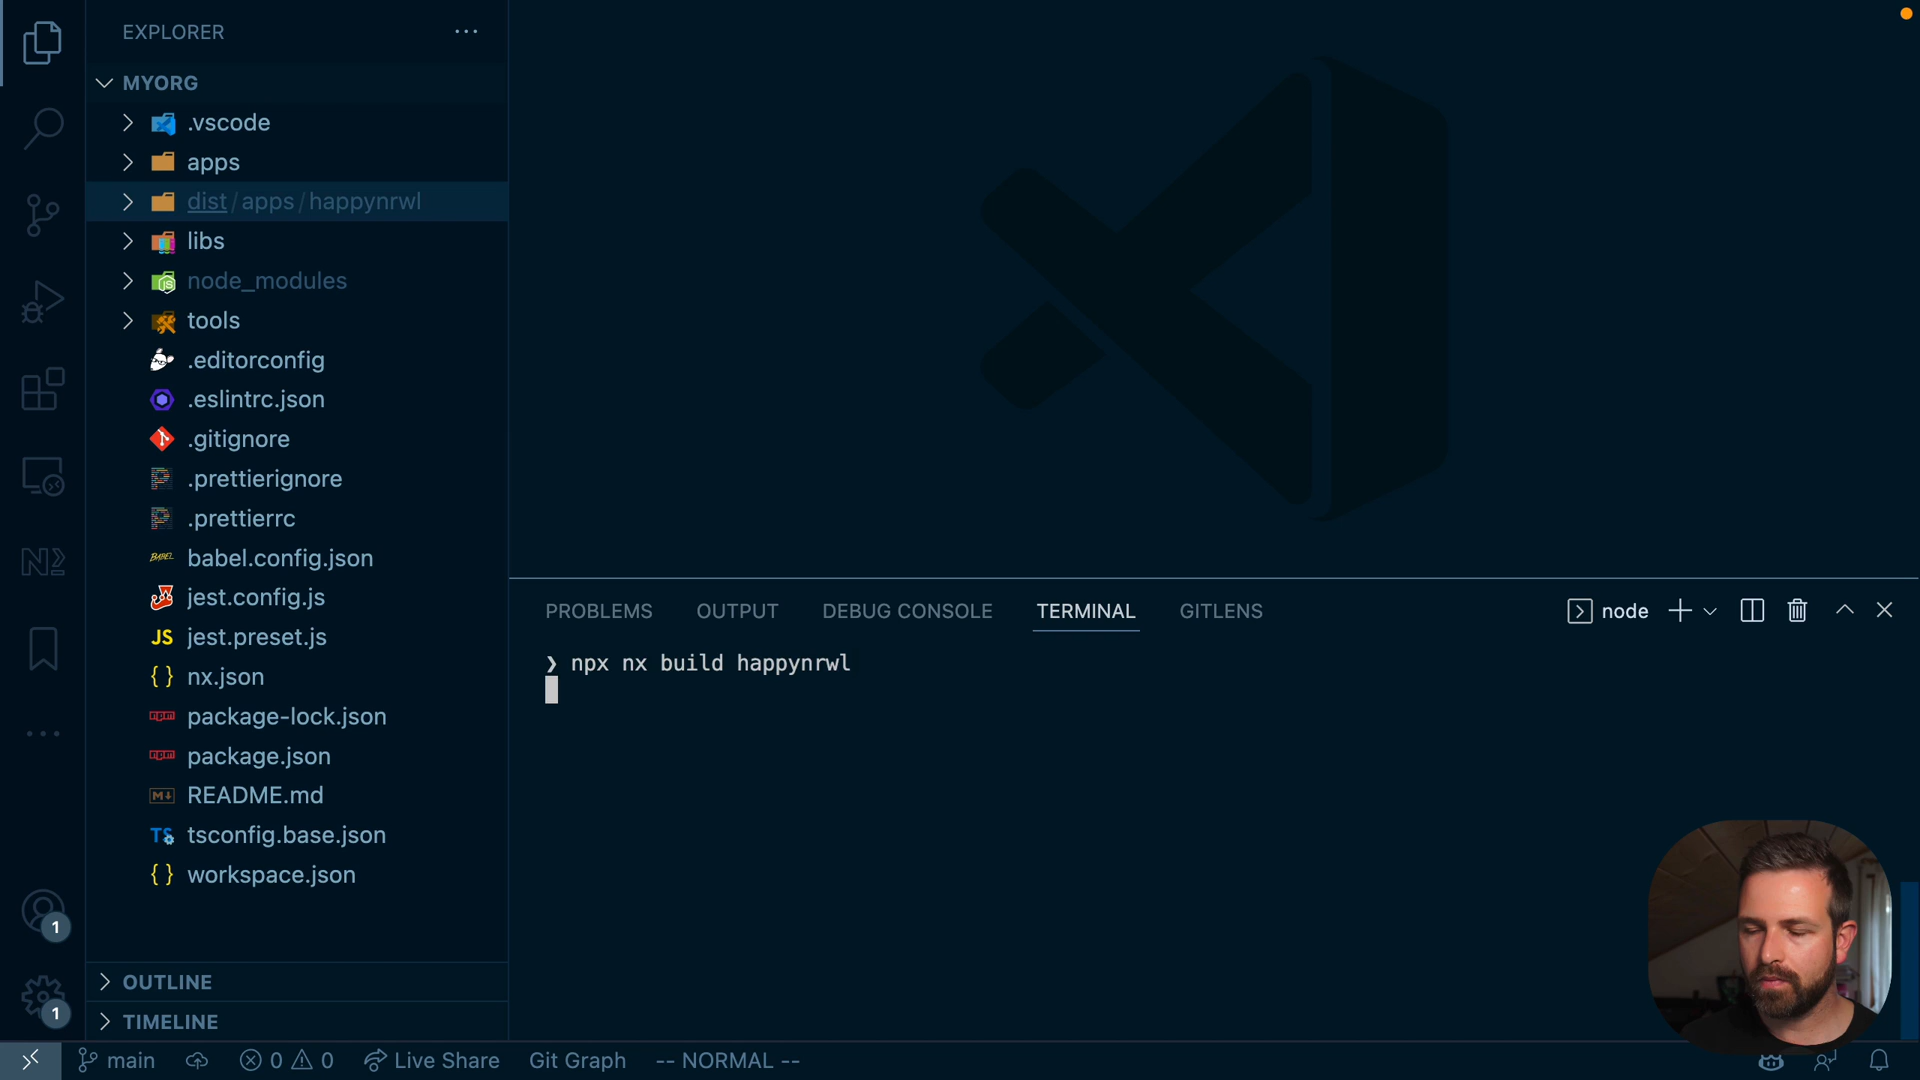 EXPLORER
MYORG
.vscode
apps
dist/apps/happynrwl
libs
node_modules
tools
.editorconfig
.eslintrc.json
.gitignore
.prettierignore
.prettierrc
babel.config.json
jest.config.js
JS jest.preset.js
{ } nx.json
package-lock.json
package.json
README.md
TS tsconfig.base.json
{ } workspace.json
OUTLINE
TIMELINE
1
1
PROBLEMS OUTPUT DEBUG CONSOLE TERMINAL GITLENS node
❯ npx nx build happynrwl
main 0 0 Live Share Git Graph -- NORMAL --